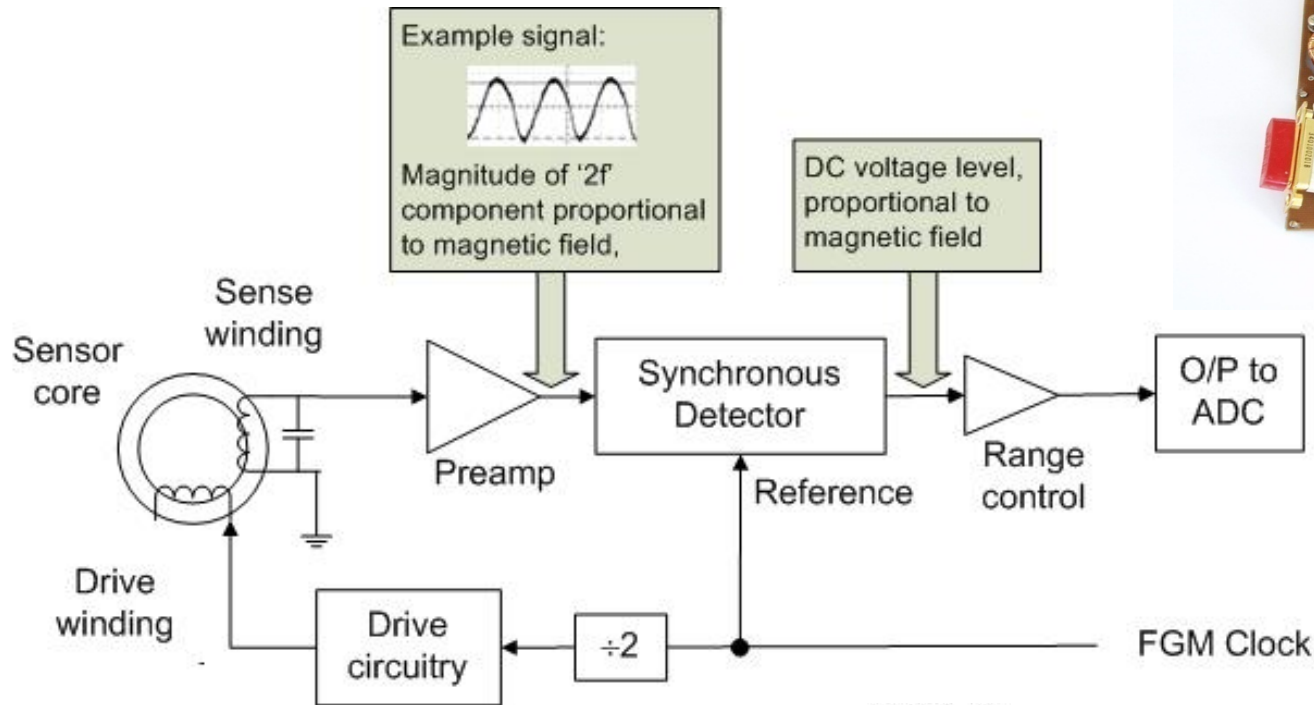 Example signal:
Magnitude of '2f'
component proportional
to magnetic field,
DC voltage level,
proportional to
magnetic field
Sense
winding
Sensor
core
Preamp
Synchronous
Detector
Reference
Range
control
O/P to
ADC
Drive
winding
Drive
circuitry
÷2
FGM Clock